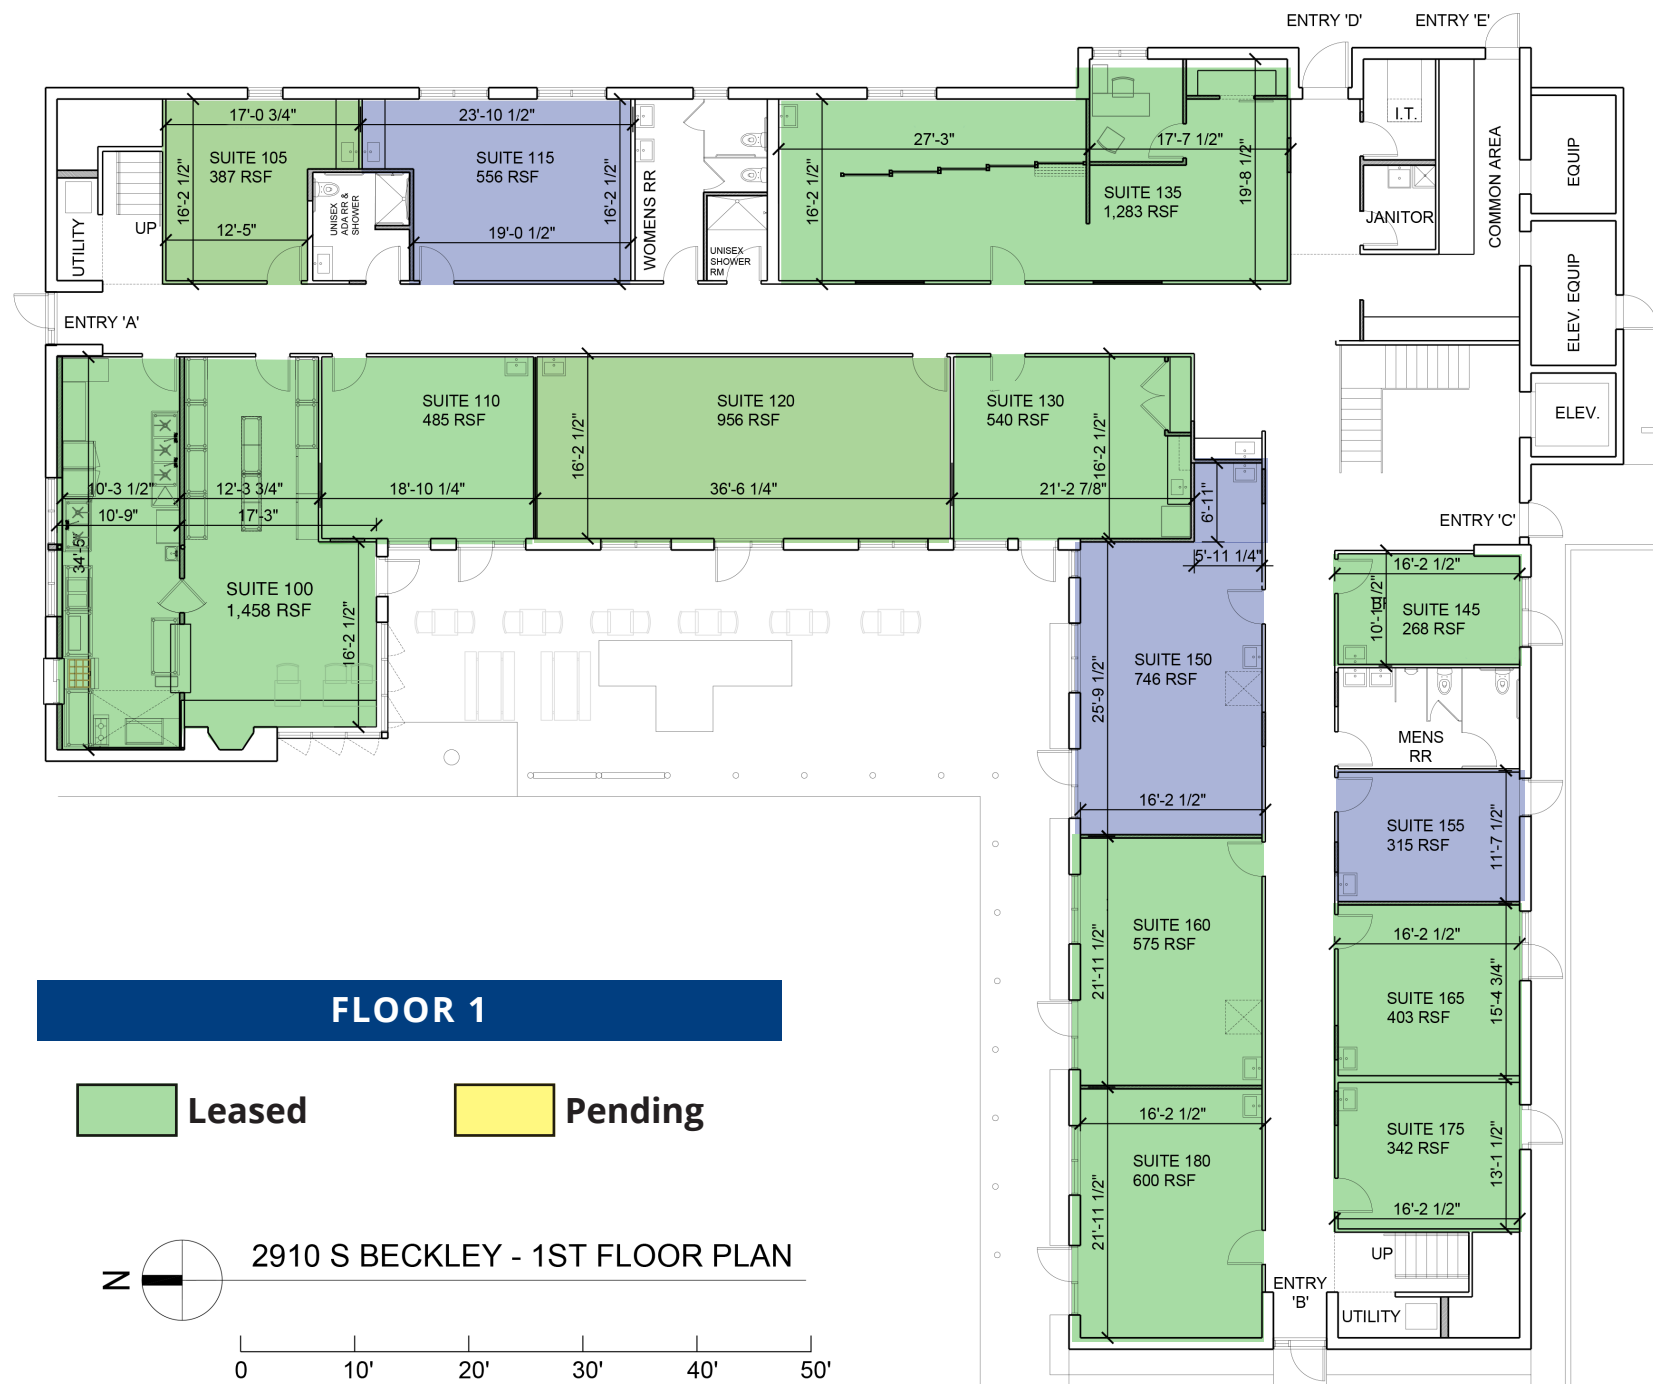 ENTRY 'D'
ENTRY 'E'
17'-0 3/4"
23'-10 1/2"
I.T.
SUITE 105
387 RSF
16'-2 1/2"
12'-5"
UP
UTILITY
UNISEX
ADA RR &
SHOWER
SUITE 115
556 RSF
16'-2 1/2"
19'-0 1/2"
WOMENS RR
UNISEX
SHOWER
RM
27'-3"
16'-2 1/2"
17'-7 1/2"
19'-8 1/2"
SUITE 135
1,283 RSF
JANITOR
COMMON AREA
EQUIP
ELEV. EQUIP
ELEV.
ENTRY 'A'
SUITE 110
485 RSF
18'-10 1/4"
SUITE 120
956 RSF
16'-2 1/2"
36'-6 1/4"
SUITE 130
540 RSF
16'-2 1/2"
21'-2 7/8"
10'-3 1/2"
12'-3 3/4"
10'-9"
17'-3"
34'-5"
SUITE 100
1,458 RSF
16'-2 1/2"
6'-11"
5'-11 1/4"
ENTRY 'C'
16'-2 1/2"
SUITE 145
268 RSF
SUITE 150
746 RSF
25'-9 1/2"
16'-2 1/2"
MENS
RR
SUITE 155
315 RSF
11'-7 1/2"
SUITE 160
575 RSF
21'-11 1/2"
16'-2 1/2"
SUITE 165
403 RSF
15'-4 3/4"
FLOOR 1
Leased
Pending
16'-2 1/2"
SUITE 180
600 RSF
21'-11 1/2"
SUITE 175
342 RSF
13'-1 1/2"
16'-2 1/2"
UP
ENTRY
'B'
UTILITY
N
2910 S BECKLEY - 1ST FLOOR PLAN
0 10' 20' 30' 40' 50'